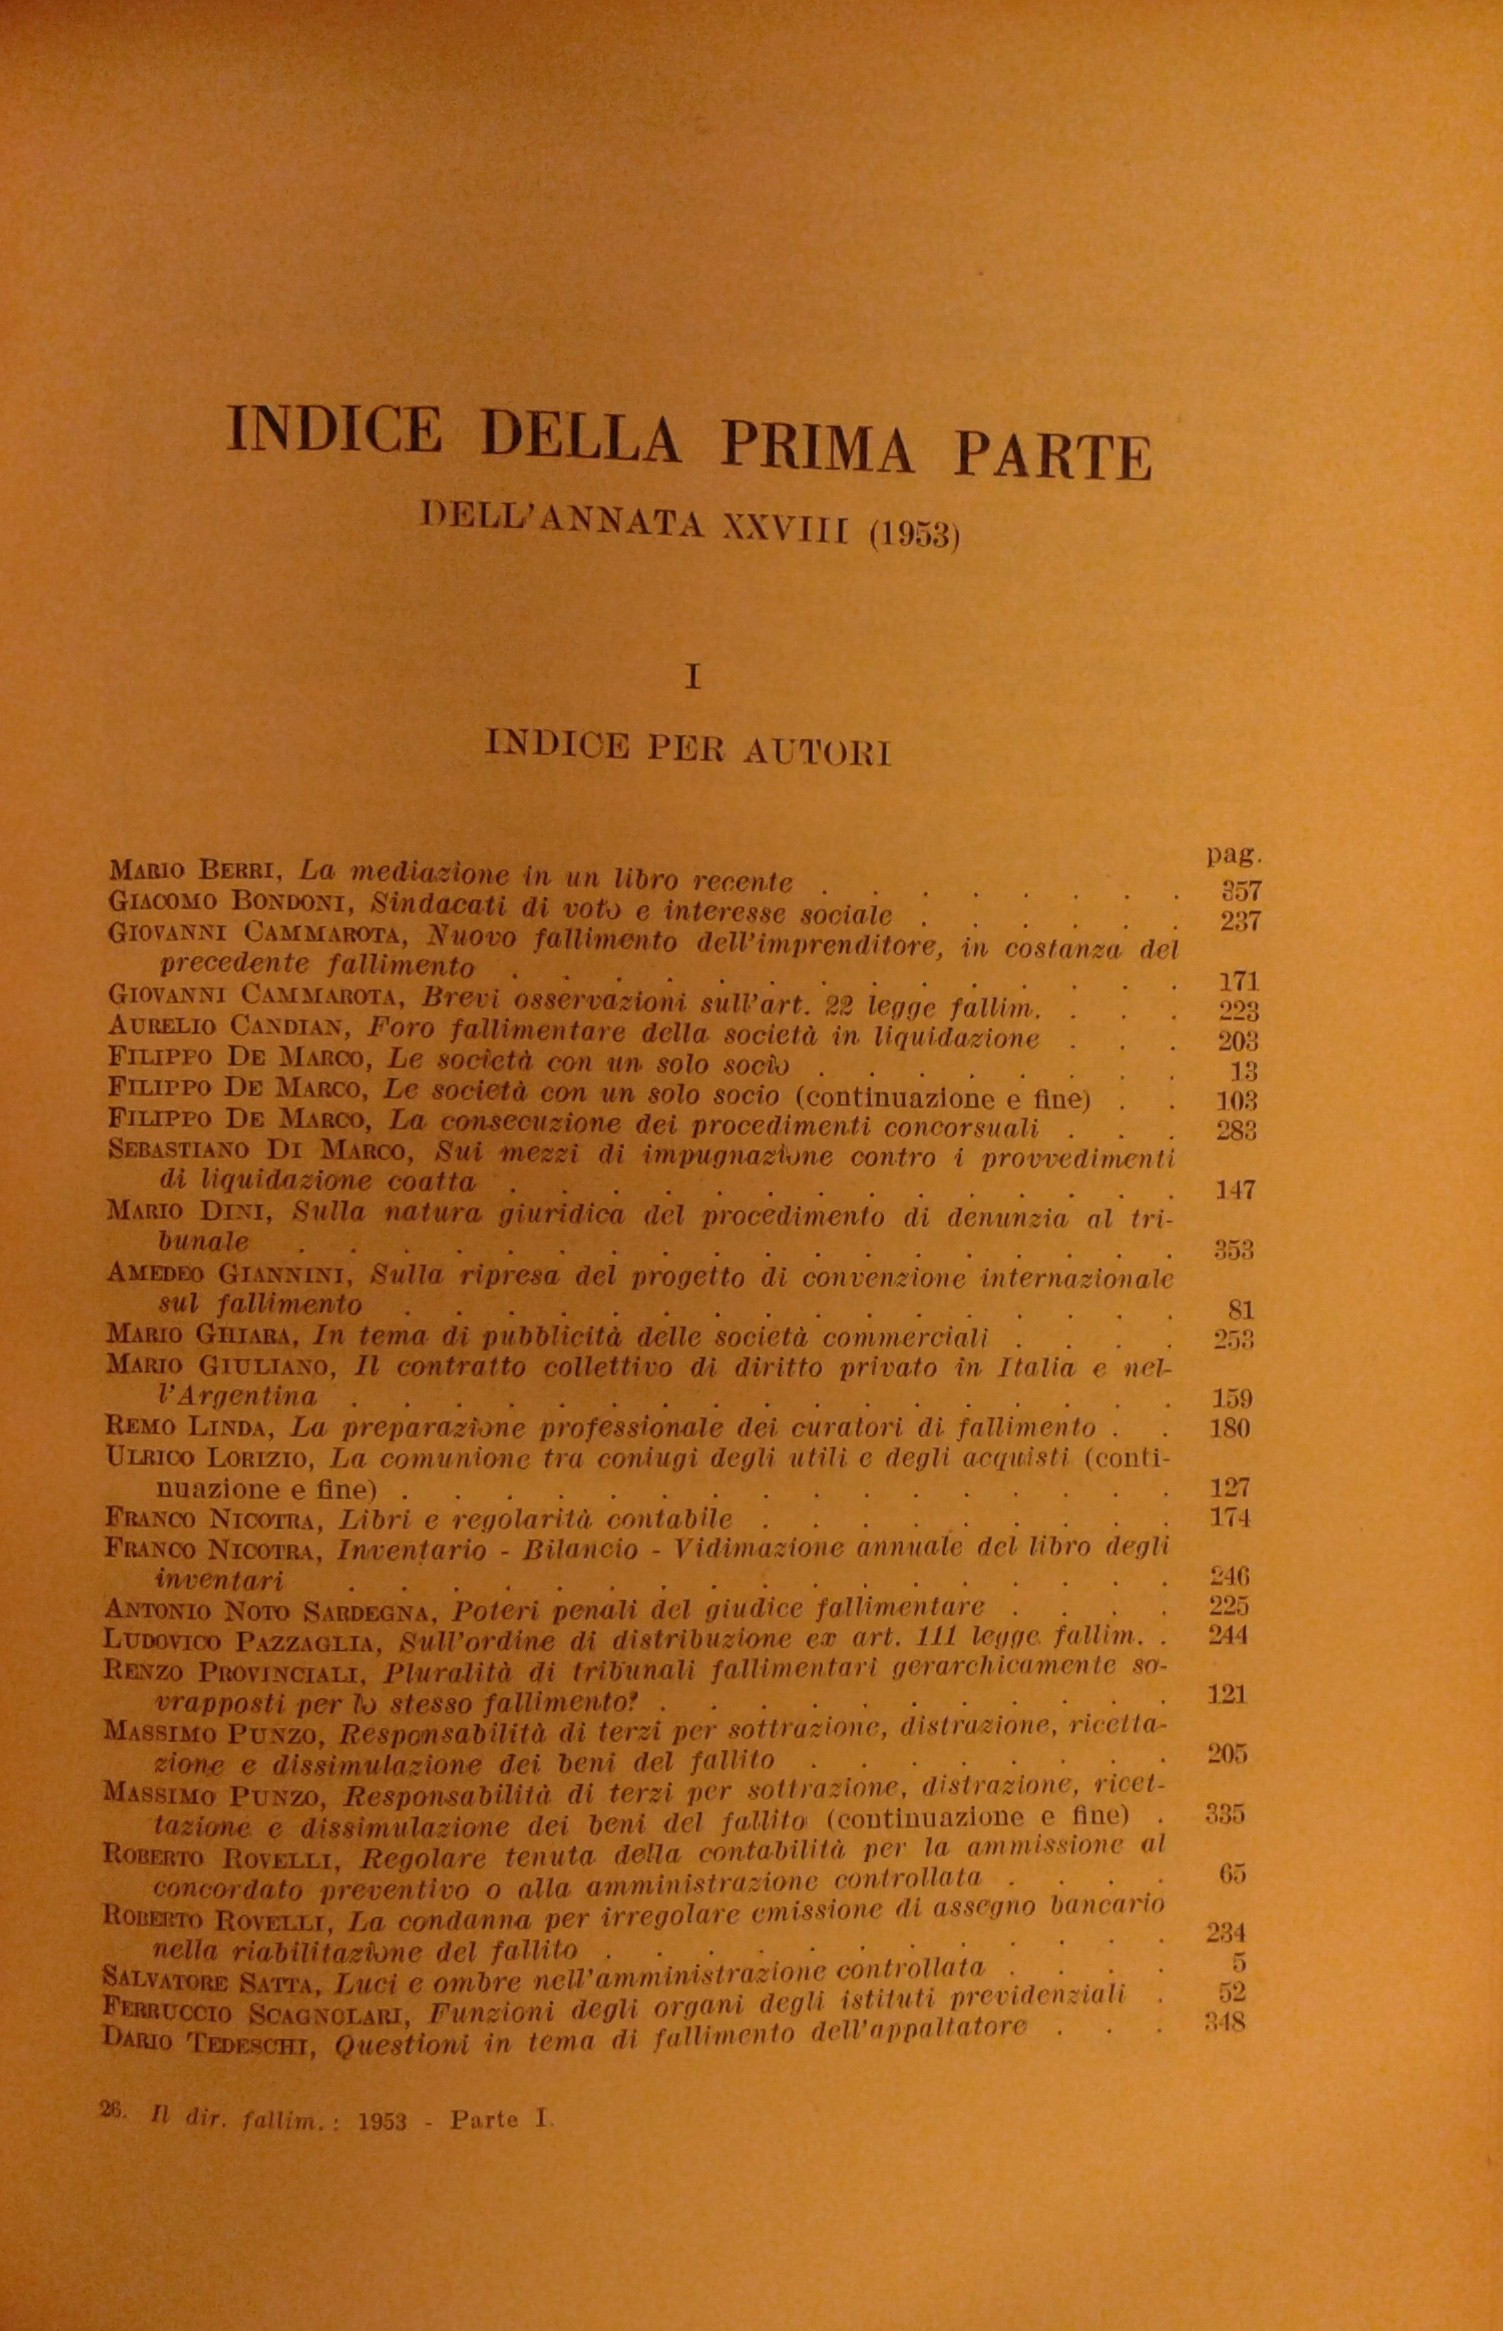 INDICE DELLA PRIMA PARTE
DELL'ANNATA XXVIII (1953)
I
INDICE PER AUTORI
pag.
MARIO BERRI, La mediazione in un libro recente . . . . . . . . 357
GIACOMO BONDONI, Sindacati di voto e interesse sociale . . . . . . 237
GIOVANNI CAMMAROTA, Nuovo fallimento dell'imprenditore, in costanza del
precedente fallimento . . . . . . . . . . . . . . 171
GIOVANNI CAMMAROTA, Brevi osservazioni sull'art. 22 legge fallim. . . . 223
AURELIO CANDIAN, Foro fallimentare della società in liquidazione . . . 203
FILIPPO DE MARCO, Le società con un solo socio . . . . . . . . 13
FILIPPO DE MARCO, Le società con un solo socio (continuazione e fine) . . 103
FILIPPO DE MARCO, La consecuzione dei procedimenti concorsuali . . . 283
SEBASTIANO DI MARCO, Sui mezzi di impugnazione contro i provvedimenti
di liquidazione coatta . . . . . . . . . . . . . . 147
MARIO DINI, Sulla natura giuridica del procedimento di denunzia al tri-
bunale . . . . . . . . . . . . . . . . . . 353
AMEDEO GIANNINI, Sulla ripresa del progetto di convenzione internazionale
sul fallimento . . . . . . . . . . . . . . . . 81
MARIO GHIARA, In tema di pubblicità delle società commerciali . . . . 253
MARIO GIULIANO, Il contratto collettivo di diritto privato in Italia e nel-
l'Argentina . . . . . . . . . . . . . . . . . 159
REMO LINDA, La preparazione professionale dei curatori di fallimento . . 180
ULRICO LORIZIO, La comunione tra coniugi degli utili e degli acquisti (conti-
nuazione e fine) . . . . . . . . . . . . . . . . 127
FRANCO NICOTRA, Libri e regolarità contabile . . . . . . . . . 174
FRANCO NICOTRA, Inventario - Bilancio - Vidimazione annuale del libro degli
inventari . . . . . . . . . . . . . . . . . 246
ANTONIO NOTO SARDEGNA, Poteri penali del giudice fallimentare . . . . 225
LUDOVICO PAZZAGLIA, Sull'ordine di distribuzione ex art. 111 legge fallim. . 244
RENZO PROVINCIALI, Pluralità di tribunali fallimentari gerarchicamente so-
vrapposti per lo stesso fallimento? . . . . . . . . . . . 121
MASSIMO PUNZO, Responsabilità di terzi per sottrazione, distrazione, ricetta-
zione e dissimulazione dei beni del fallito . . . . . . . . 205
MASSIMO PUNZO, Responsabilità di terzi per sottrazione, distrazione, ricet-
tazione e dissimulazione dei beni del fallito (continuazione e fine) . 335
ROBERTO ROVELLI, Regolare tenuta della contabilità per la ammissione al
concordato preventivo o alla amministrazione controllata . . . . 65
ROBERTO ROVELLI, La condanna per irregolare emissione di assegno bancario
nella riabilitazione del fallito . . . . . . . . . . . . 234
SALVATORE SATTA, Luci e ombre nell'amministrazione controllata . . . . 5
FERRUCCIO SCAGNOLARI, Funzioni degli organi degli istituti previdenziali . 52
DARIO TEDESCHI, Questioni in tema di fallimento dell'appaltatore . . . 348
26. Il dir. fallim.: 1953 - Parte I.